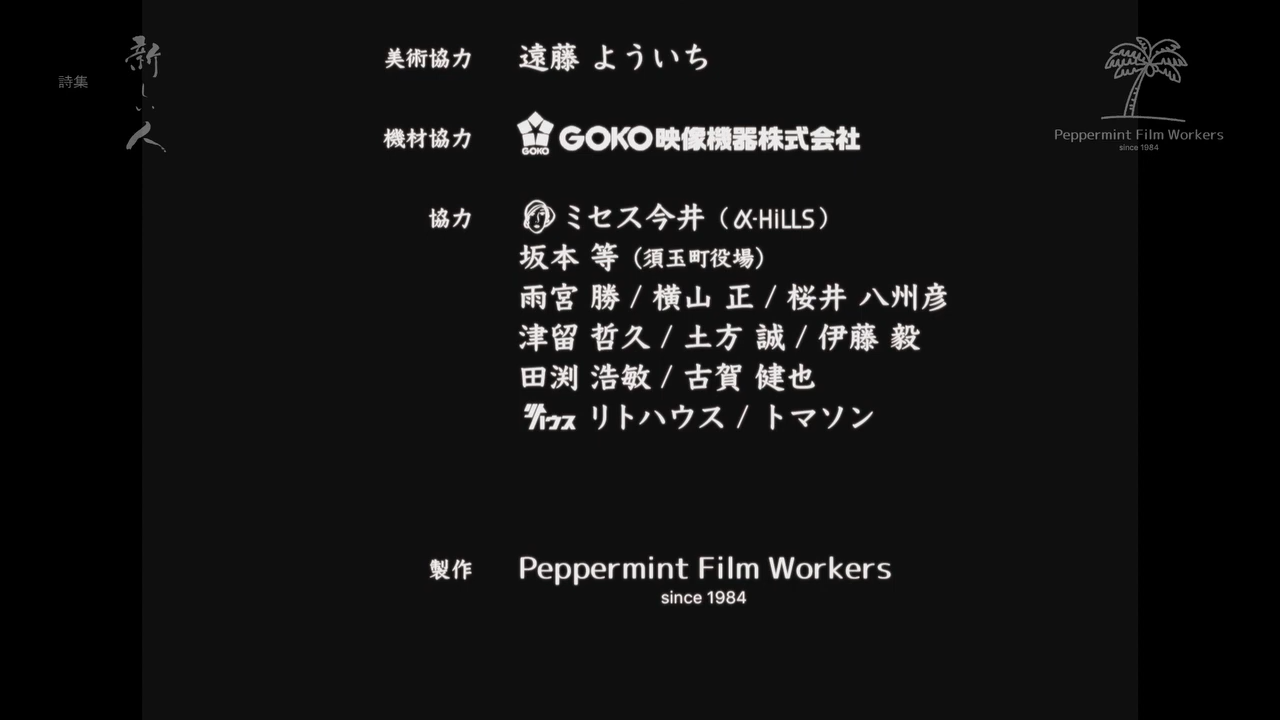 詩集
新しい人
Peppermint Film Workers
since 1984
美術協力 遠藤 よういち
機材協力 GOKO GOKO映像機器株式会社
協力 ミセス今井（α-HiLLS）
坂本 等（須玉町役場）
雨宮 勝 / 横山 正 / 桜井 八州彦
津留 哲久 / 土方 誠 / 伊藤 毅
田渕 浩敏 / 古賀 健也
リトハウス / トマソン
製作 Peppermint Film Workers
since 1984